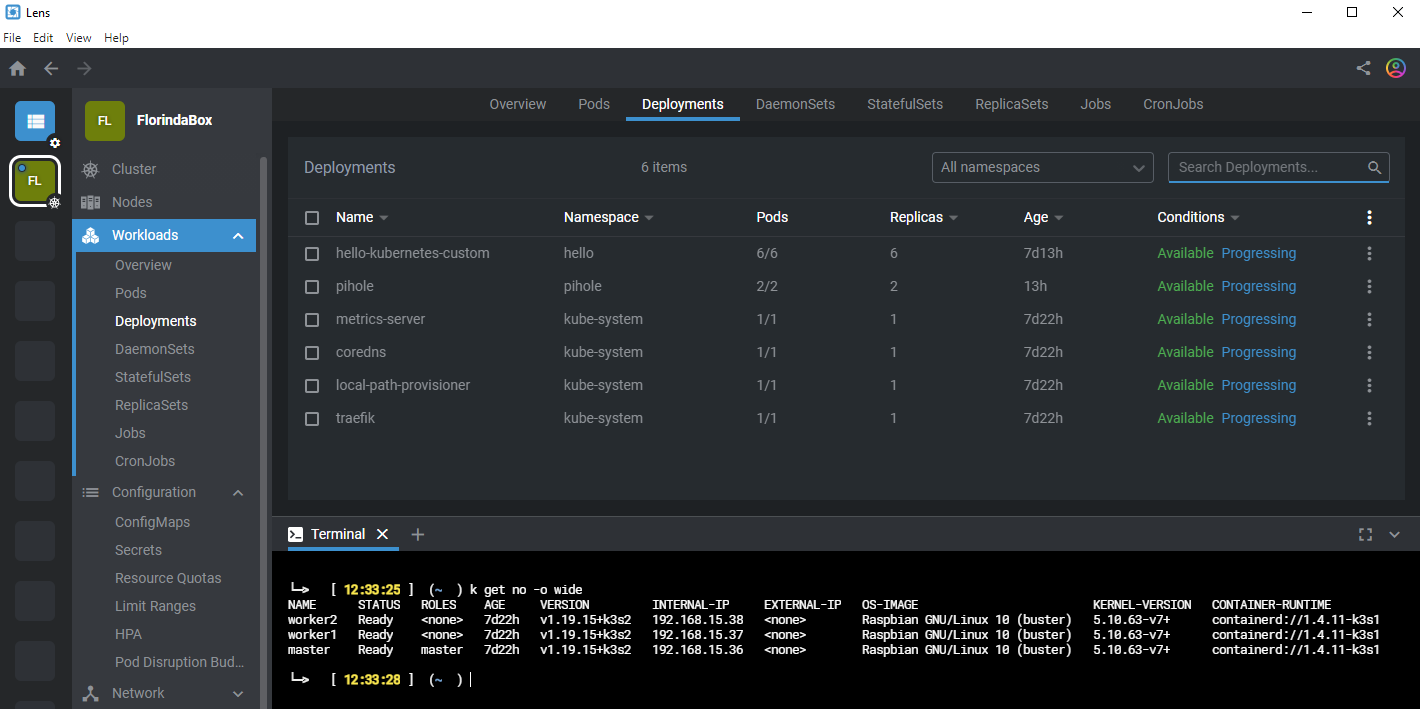 Lens
File Edit View Help
FL FlorindaBox
FL
Cluster
Nodes
Workloads
Overview
Pods
Deployments
DaemonSets
StatefulSets
ReplicaSets
Jobs
CronJobs
Configuration
ConfigMaps
Secrets
Resource Quotas
Limit Ranges
HPA
Pod Disruption Bud...
Network
Overview Pods Deployments DaemonSets StatefulSets ReplicaSets Jobs CronJobs
Deployments 6 items All namespaces Search Deployments...
Name Namespace Pods Replicas Age Conditions
hello-kubernetes-custom hello 6/6 6 7d13h Available Progressing
pihole pihole 2/2 2 13h Available Progressing
metrics-server kube-system 1/1 1 7d22h Available Progressing
coredns kube-system 1/1 1 7d22h Available Progressing
local-path-provisioner kube-system 1/1 1 7d22h Available Progressing
traefik kube-system 1/1 1 7d22h Available Progressing
Terminal
└─> [ 12:33:25 ] (~ ) k get no -o wide
NAME STATUS ROLES AGE VERSION INTERNAL-IP EXTERNAL-IP OS-IMAGE KERNEL-VERSION CONTAINER-RUNTIME
worker2 Ready <none> 7d22h v1.19.15+k3s2 192.168.15.38 <none> Raspbian GNU/Linux 10 (buster) 5.10.63-v7+ containerd://1.4.11-k3s1
worker1 Ready <none> 7d22h v1.19.15+k3s2 192.168.15.37 <none> Raspbian GNU/Linux 10 (buster) 5.10.63-v7+ containerd://1.4.11-k3s1
master Ready master 7d22h v1.19.15+k3s2 192.168.15.36 <none> Raspbian GNU/Linux 10 (buster) 5.10.63-v7+ containerd://1.4.11-k3s1
└─> [ 12:33:28 ] (~ )